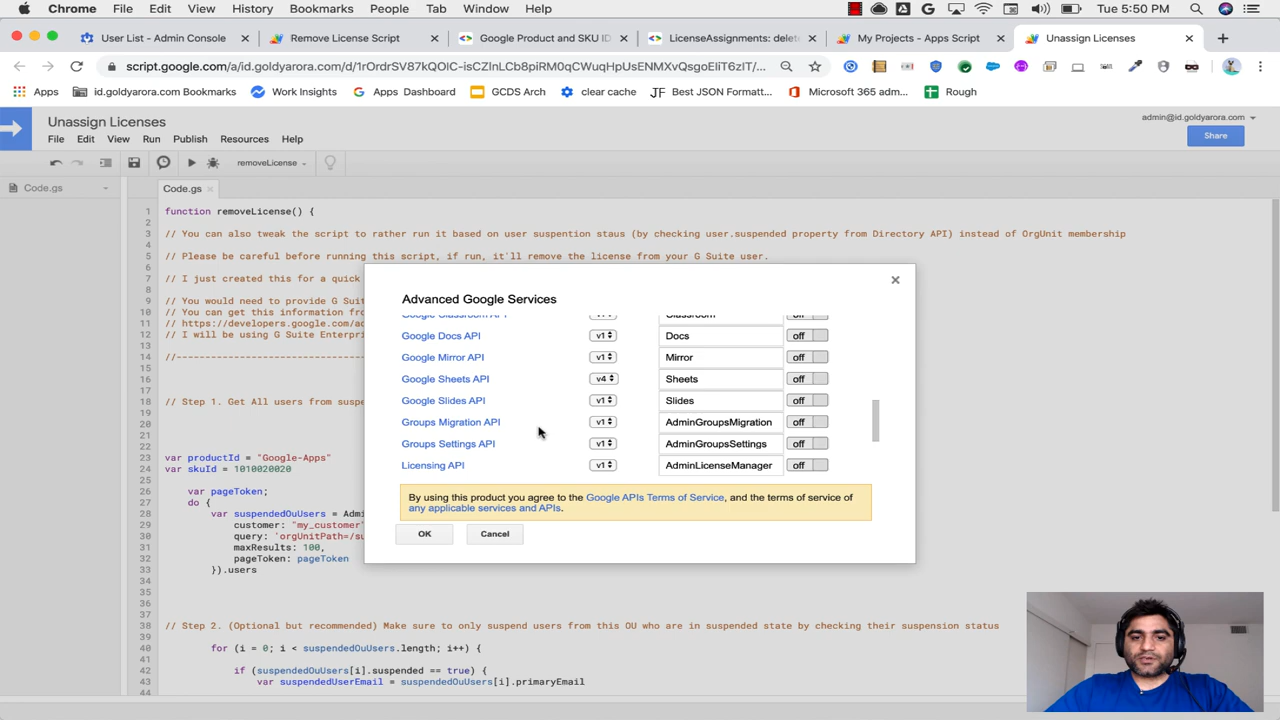 Chrome File Edit View History Bookmarks People Tab Window Help
Tue 5:50 PM
User List - Admin Console
Remove License Script
Google Product and SKU ID
LicenseAssignments: delet
My Projects - Apps Script
Unassign Licenses
script.google.com/a/id.goldyarora.com/d/1rOrdrSV87kQOlC-isCZlnLCb8piRM0qCWuqHpUsENMXvQsgoEliT6zIT/...
Apps
id.goldyarora.com Bookmarks
Work Insights
Apps Dashboard
GCDS Arch
clear cache
Best JSON Formatt...
Microsoft 365 adm...
Rough
Unassign Licenses
admin@id.goldyarora.com
File Edit View Run Publish Resources Help
Share
removeLicense
Code.gs
Code.gs
1 function removeLicense() {
2
3 // You can also tweak the script to rather run it based on user suspention staus (by checking user.suspended property from Directory API) instead of OrgUnit membership
4
5 // Please be careful before running this script, if run, it'll remove the license from your G Suite user.
6
7 // I just created this for a quick
8
9 // You would need to provide G Suit
10 // You can get this information fro
11 // https://developers.google.com/ad
12 // I will be using G Suite Enterpri
13
14 //----------------------------------
15
16
18 // Step 1. Get All users from suspe
19
20
22
23 var productId = "Google-Apps"
24 var skuId = 1010020020
26 var pageToken;
27 do {
28 var suspendedOuUsers = Admi
29 customer: "my_customer"
30 query: 'orgUnitPath=/su
31 maxResults: 100,
32 pageToken: pageToken
33 }).users
34
35
36
37
38 // Step 2. (Optional but recommended) Make sure to only suspend users from this OU who are in suspended state by checking their suspension status
39
40 for (i = 0; i < suspendedOuUsers.length; i++) {
41
42 if (suspendedOuUsers[i].suspended == true) {
43 var suspendedUserEmail = suspendedOuUsers[i].primaryEmail
44
Advanced Google Services
Google Classroom API v1 Classroom off
Google Docs API v1 Docs off
Google Mirror API v1 Mirror off
Google Sheets API v4 Sheets off
Google Slides API v1 Slides off
Groups Migration API v1 AdminGroupsMigration off
Groups Settings API v1 AdminGroupsSettings off
Licensing API v1 AdminLicenseManager off
By using this product you agree to the Google APIs Terms of Service, and the terms of service of
any applicable services and APIs.
OK Cancel